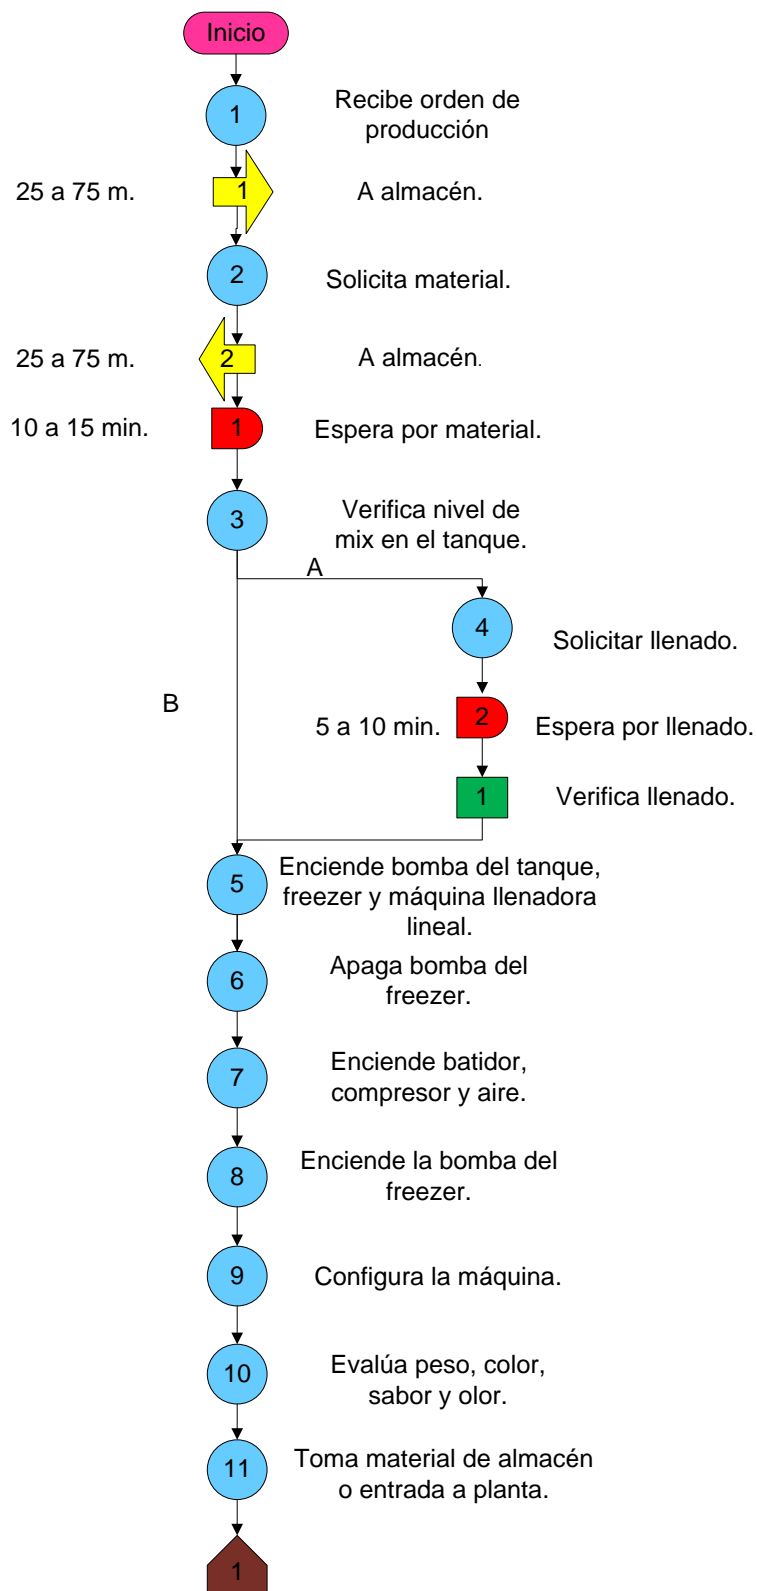 Inicio
1
Recibe orden de
producción
25 a 75 m.
1
A almacén.
2
Solicita material.
25 a 75 m.
2
A almacén.
10 a 15 min.
1
Espera por material.
3
Verifica nivel de
mix en el tanque.
A
4
Solicitar llenado.
B
5 a 10 min.
2
Espera por llenado.
1
Verifica llenado.
5
Enciende bomba del tanque,
freezer y máquina llenadora
lineal.
6
Apaga bomba del
freezer.
7
Enciende batidor,
compresor y aire.
8
Enciende la bomba del
freezer.
9
Configura la máquina.
10
Evalúa peso, color,
sabor y olor.
11
Toma material de almacén
o entrada a planta.
1